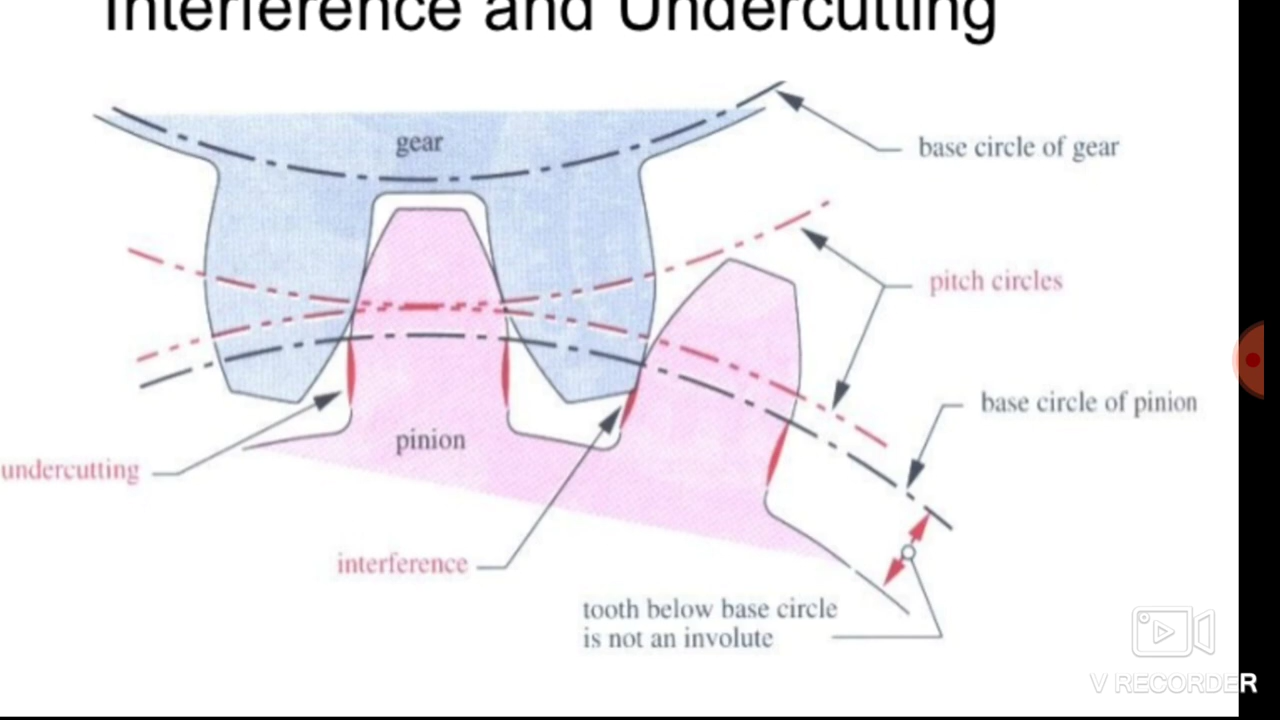 Interference and Undercutting
gear
base circle of gear
pitch circles
base circle of pinion
pinion
undercutting
interference
tooth below base circle
is not an involute
V RECORDER